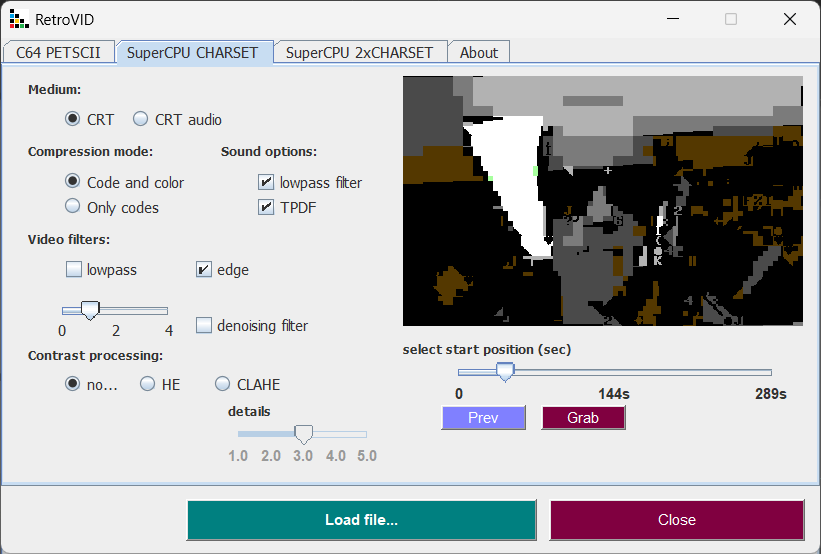 RetroVID
C64 PETSCII SuperCPU CHARSET SuperCPU 2xCHARSET About
Medium:
CRT CRT audio
Compression mode: Sound options:
Code and color lowpass filter
Only codes TPDF
Video filters:
lowpass edge
0 2 4 denoising filter
Contrast processing:
no... HE CLAHE
details
1.0 2.0 3.0 4.0 5.0
select start position (sec)
0 144s 289s
Prev Grab
Load file... Close